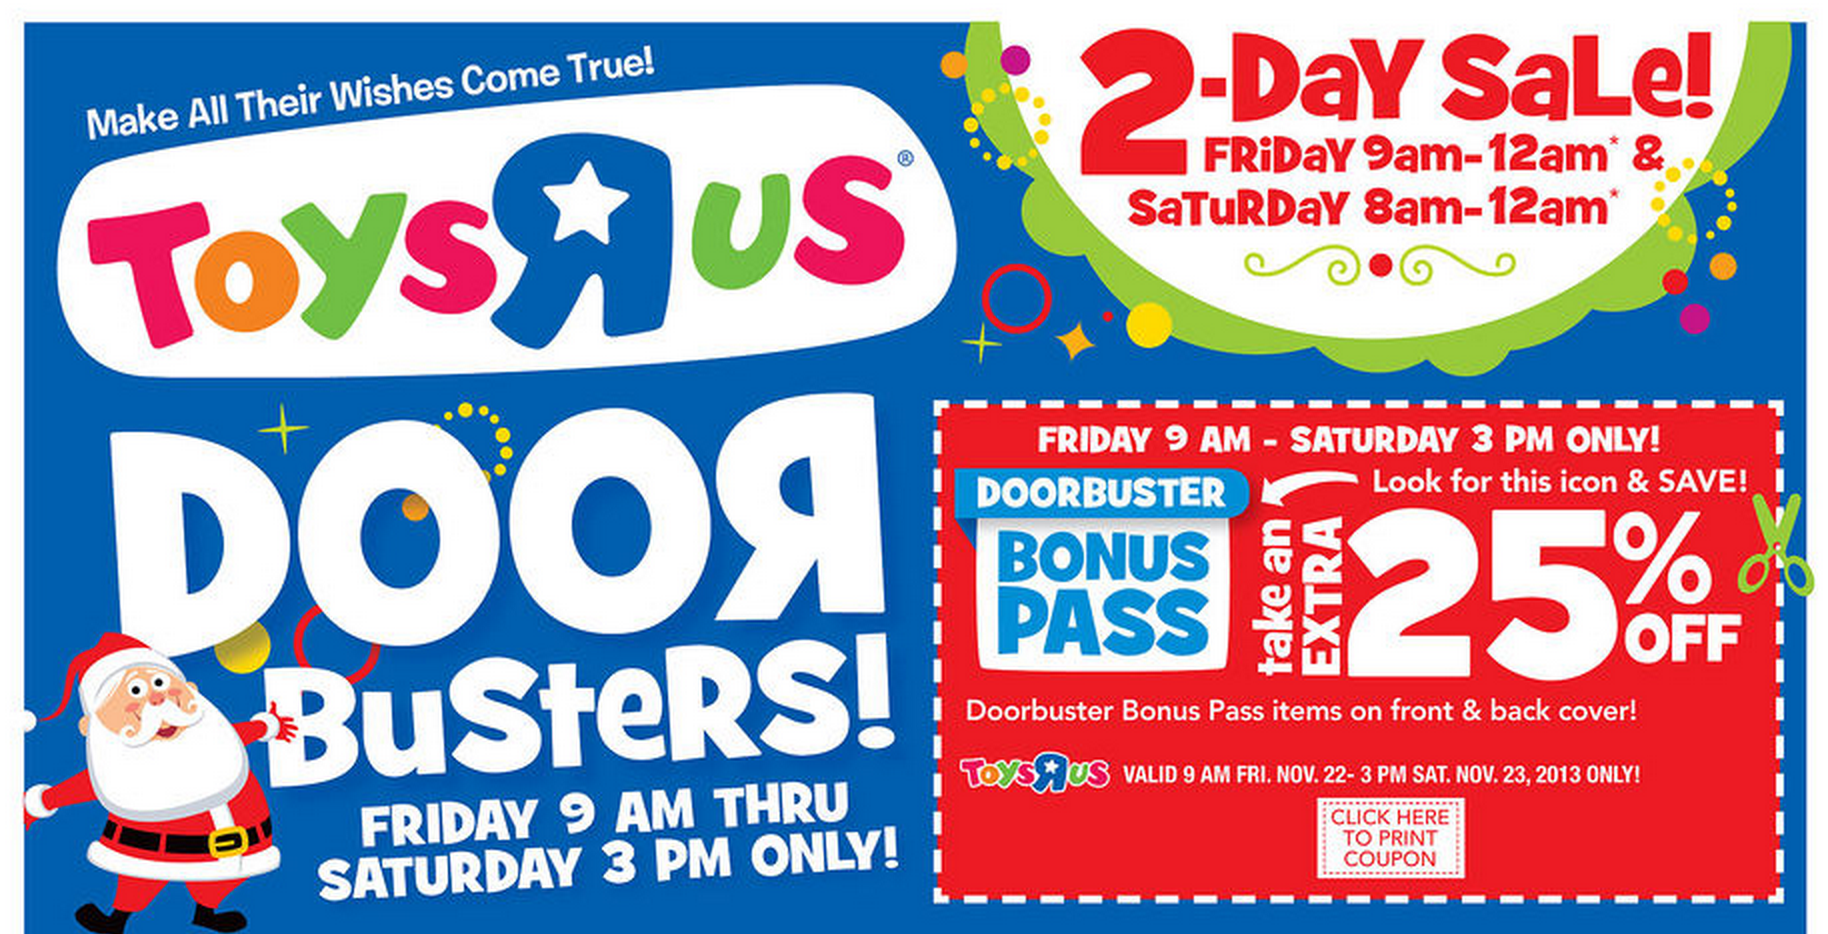 Make All Their Wishes Come True!
ToysЯus®
2-Day Sale!
FRiDaY 9am-12am* &
SaTuRDaY 8am-12am*
DOOЯ
BuSteRS!
FRIDAY 9 AM THRU
SATURDAY 3 PM ONLY!
FRIDAY 9 AM - SATURDAY 3 PM ONLY!
DOORBUSTER
BONUS
PASS
take an
EXTRA
Look for this icon & SAVE!
25%
OFF
Doorbuster Bonus Pass items on front & back cover!
ToysЯus VALID 9 AM FRI. NOV. 22- 3 PM SAT. NOV. 23, 2013 ONLY!
CLICK HERE
TO PRINT
COUPON